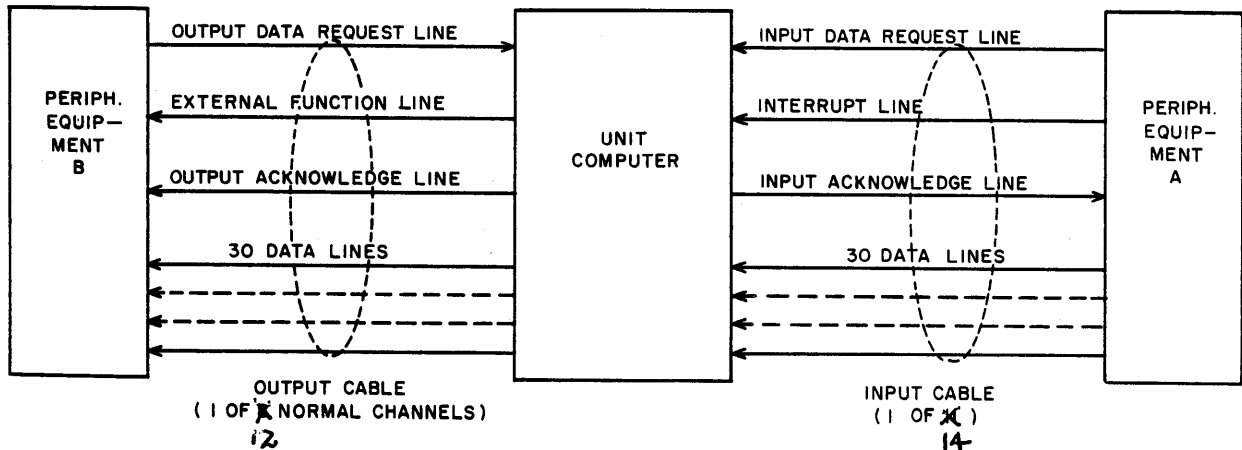 OUTPUT DATA REQUEST LINE
EXTERNAL FUNCTION LINE
OUTPUT ACKNOWLEDGE LINE
30 DATA LINES
PERIPH.
EQUIP-
MENT
B
UNIT
COMPUTER
INPUT DATA REQUEST LINE
INTERRUPT LINE
INPUT ACKNOWLEDGE LINE
30 DATA LINES
PERIPH.
EQUIP-
MENT
A
OUTPUT CABLE
(1 OF NORMAL CHANNELS)
12
INPUT CABLE
(1 OF )
14